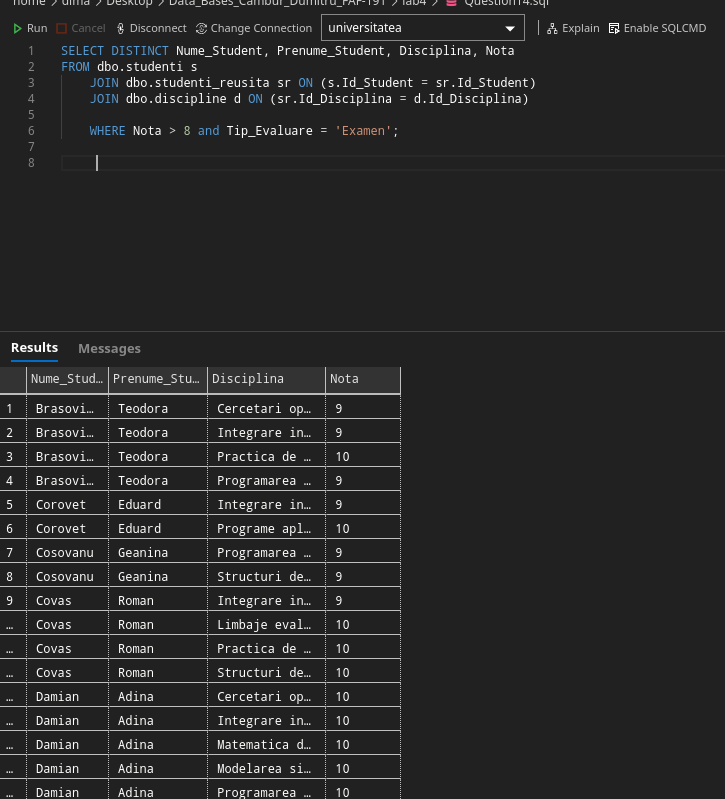 home > dima > Desktop > Data_Bases_Cambur_Dumitru_FAF-191 > lab4 > Question14.sql
Run Cancel Disconnect Change Connection universitatea Explain Enable SQLCMD
1 SELECT DISTINCT Nume_Student, Prenume_Student, Disciplina, Nota
2 FROM dbo.studenti s
3 JOIN dbo.studenti_reusita sr ON (s.Id_Student = sr.Id_Student)
4 JOIN dbo.discipline d ON (sr.Id_Disciplina = d.Id_Disciplina)
5
6 WHERE Nota > 8 and Tip_Evaluare = 'Examen';
7
8
Results Messages
Nume_Stud… Prenume_Stu… Disciplina Nota
1 Brasovi… Teodora Cercetari op… 9
2 Brasovi… Teodora Integrare in… 9
3 Brasovi… Teodora Practica de … 10
4 Brasovi… Teodora Programarea … 9
5 Corovet Eduard Integrare in… 9
6 Corovet Eduard Programe apl… 10
7 Cosovanu Geanina Programarea … 9
8 Cosovanu Geanina Structuri de… 9
9 Covas Roman Integrare in… 9
… Covas Roman Limbaje eval… 10
… Covas Roman Practica de … 10
… Covas Roman Structuri de… 10
… Damian Adina Cercetari op… 10
… Damian Adina Integrare in… 10
… Damian Adina Matematica d… 10
… Damian Adina Modelarea si… 10
… Damian Adina Programarea … 10